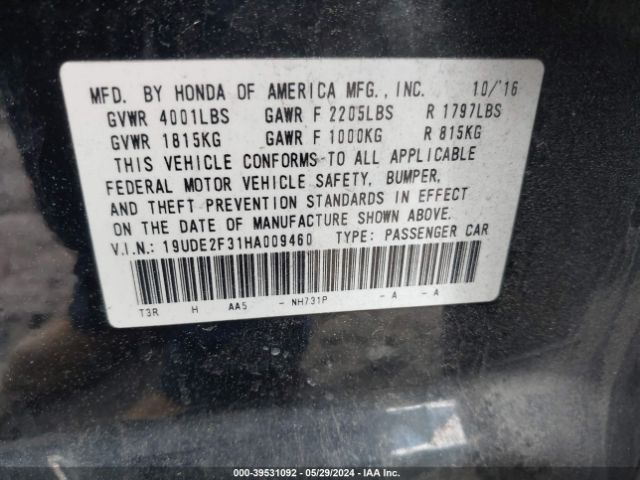 MFD. BY HONDA OF AMERICA MFG., INC. 10/'16
GVWR 4001LBS GAWR F 2205LBS R 1797LBS
GVWR 1815KG GAWR F 1000KG R 815KG
THIS VEHICLE CONFORMS TO ALL APPLICABLE
FEDERAL MOTOR VEHICLE SAFETY, BUMPER,
AND THEFT PREVENTION STANDARDS IN EFFECT
ON THE DATE OF MANUFACTURE SHOWN ABOVE.
V.I.N.: 19UDE2F31HA009460 TYPE: PASSENGER CAR
T3R H AA5 - NH731P - A - A
000-39531092 — 05/29/2024 — IAA Inc.